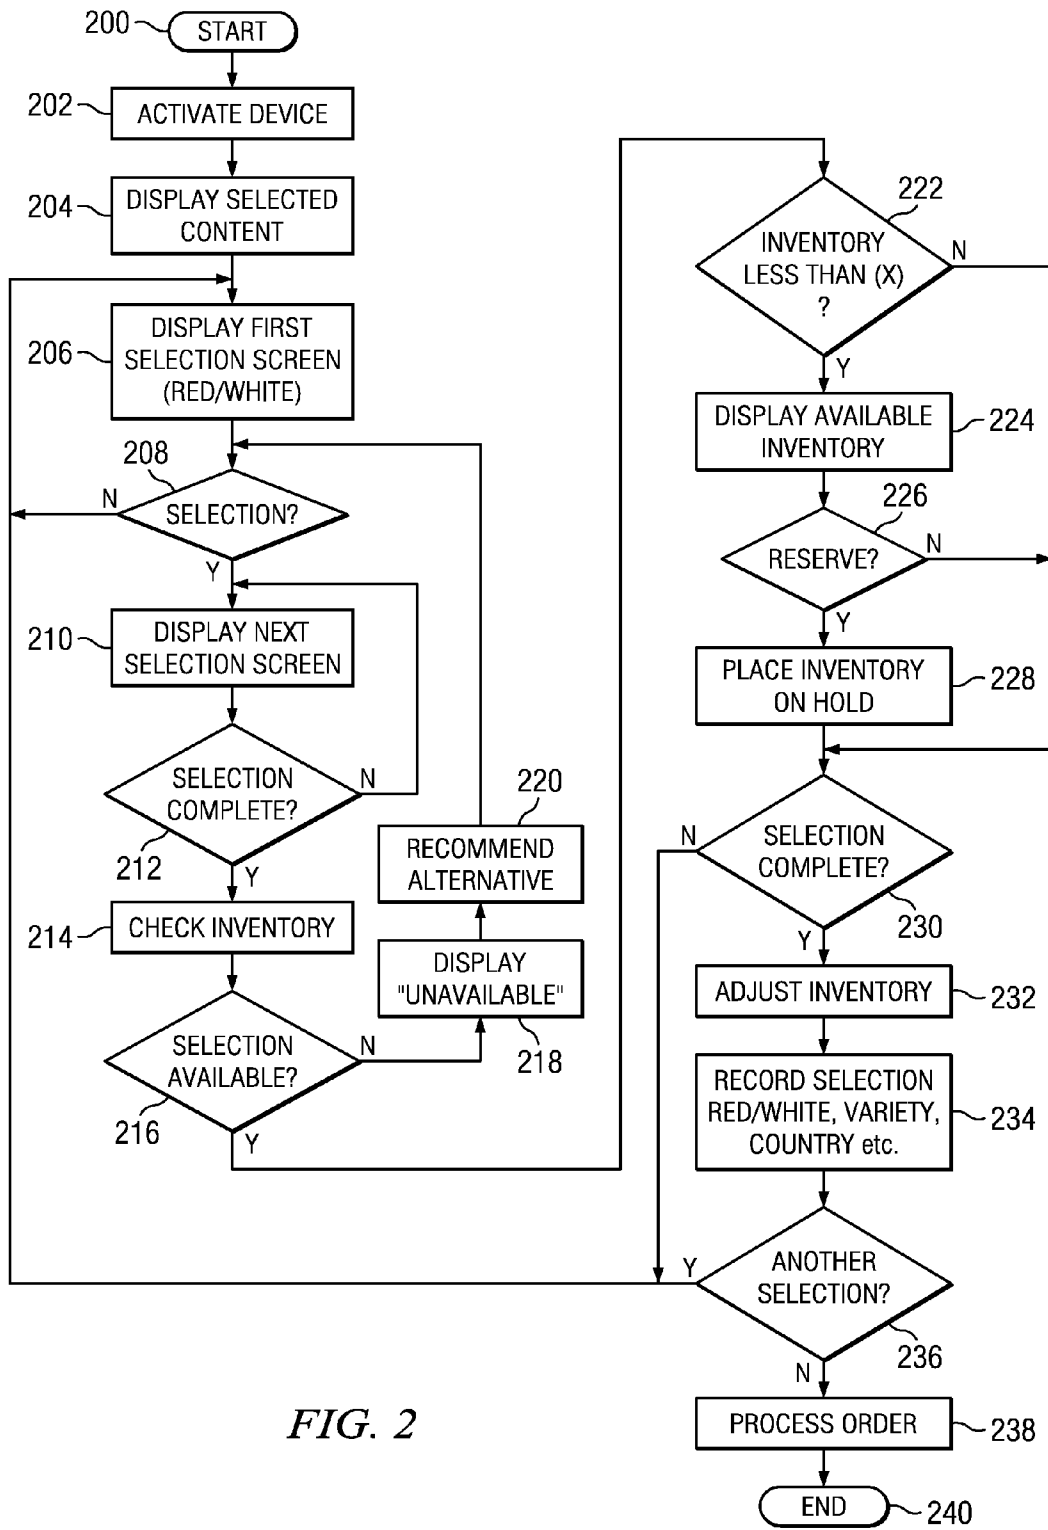 200
START
202
ACTIVATE DEVICE
204
DISPLAY SELECTED
CONTENT
206
DISPLAY FIRST
SELECTION SCREEN
(RED/WHITE)
208
N
SELECTION?
Y
210
DISPLAY NEXT
SELECTION SCREEN
SELECTION
COMPLETE?
N
212
Y
214
CHECK INVENTORY
SELECTION
AVAILABLE?
N
216
Y
220
RECOMMEND
ALTERNATIVE
DISPLAY
"UNAVAILABLE"
218
222
INVENTORY
LESS THAN (X)
?
N
Y
DISPLAY AVAILABLE
INVENTORY
224
226
RESERVE?
N
Y
PLACE INVENTORY
ON HOLD
228
N
SELECTION
COMPLETE?
230
Y
ADJUST INVENTORY
232
RECORD SELECTION
RED/WHITE, VARIETY,
COUNTRY etc.
234
Y
ANOTHER
SELECTION?
236
N
PROCESS ORDER
238
END
240
FIG. 2